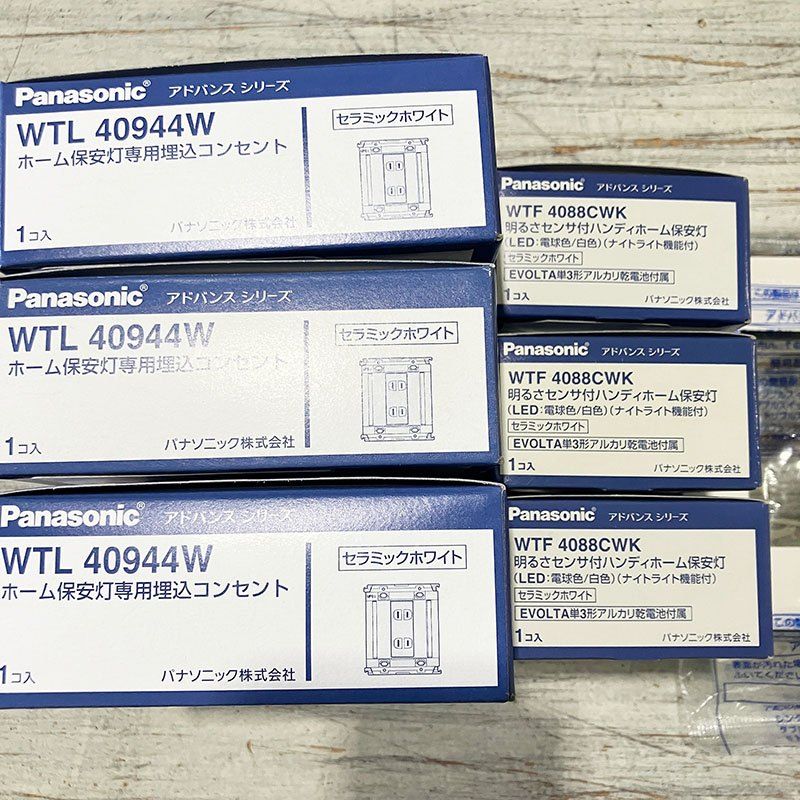 Panasonic® アドバンス シリーズ
WTL 40944W
ホーム保安灯専用埋込コンセント
セラミックホワイト
1コ入
パナソニック株式会社
Panasonic® アドバンス シリーズ
WTL 40944W
ホーム保安灯専用埋込コンセント
セラミックホワイト
1コ入
パナソニック株式会社
Panasonic® アドバンス シリーズ
WTL 40944W
ホーム保安灯専用埋込コンセント
セラミックホワイト
1コ入
パナソニック株式会社
Panasonic® アドバンス シリーズ
WTF 4088CWK
明るさセンサ付ハンディホーム保安灯
(LED:電球色/白色)(ナイトライト機能付)
セラミックホワイト
EVOLTA単3形アルカリ乾電池付属
1コ入
パナソニック株式会社
Panasonic® アドバンス シリーズ
WTF 4088CWK
明るさセンサ付ハンディホーム保安灯
(LED:電球色/白色)(ナイトライト機能付)
セラミックホワイト
EVOLTA単3形アルカリ乾電池付属
1コ入
パナソニック株式会社
Panasonic® アドバンス シリーズ
WTF 4088CWK
明るさセンサ付ハンディホーム保安灯
(LED:電球色/白色)(ナイトライト機能付)
セラミックホワイト
EVOLTA単3形アルカリ乾電池付属
1コ入
パナソニック株式会社
この製品は
アドバ